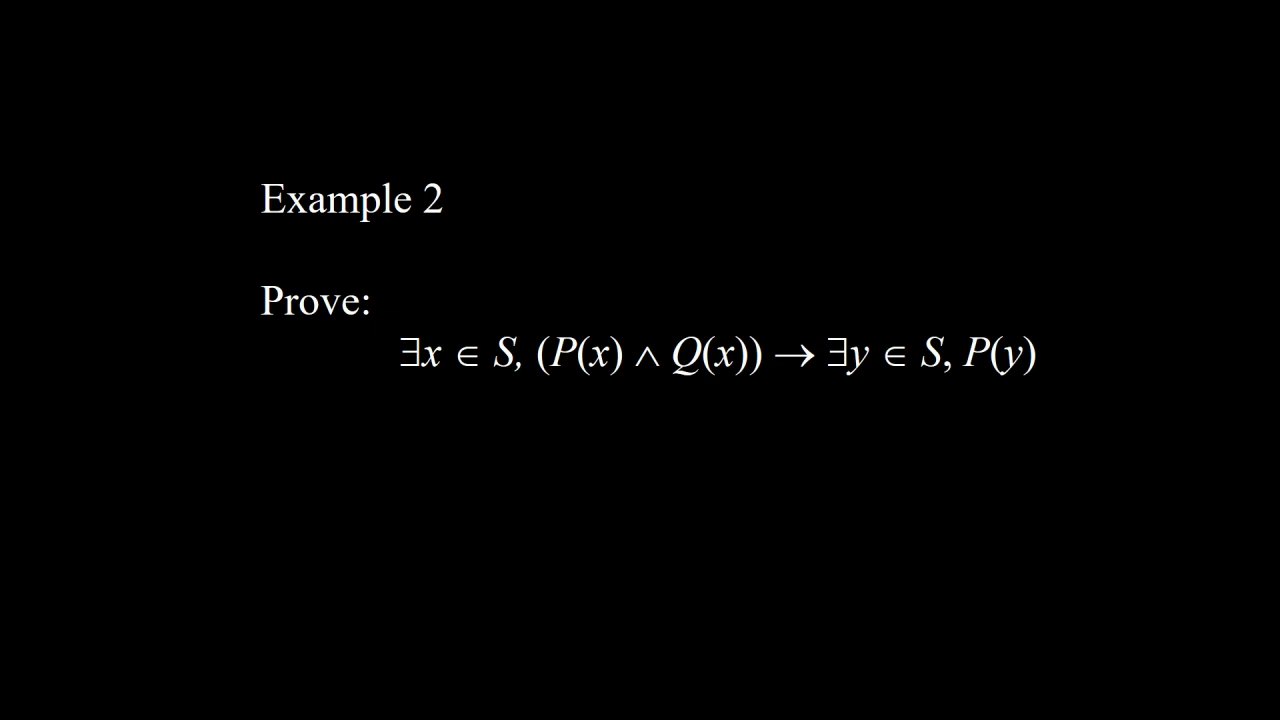 Example 2
Prove:
∃x ∈ S, (P(x) ∧ Q(x)) → ∃y ∈ S, P(y)